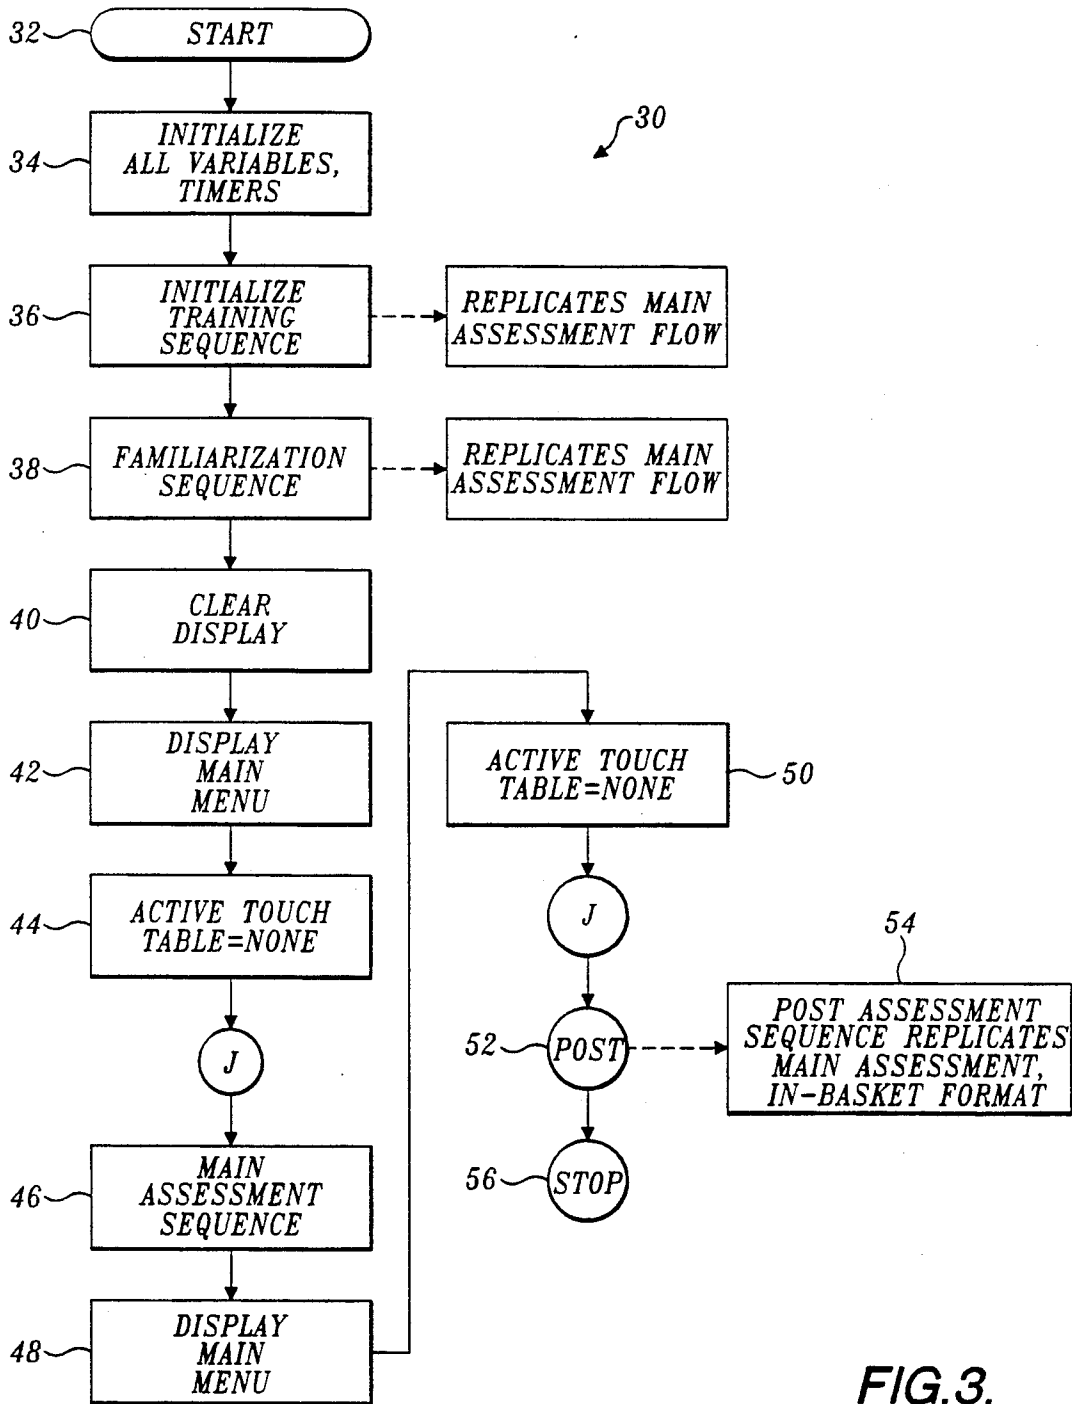 32
START
30
34
INITIALIZE
ALL VARIABLES,
TIMERS
36
INITIALIZE
TRAINING
SEQUENCE
REPLICATES MAIN
ASSESSMENT FLOW
38
FAMILIARIZATION
SEQUENCE
REPLICATES MAIN
ASSESSMENT FLOW
40
CLEAR
DISPLAY
42
DISPLAY
MAIN
MENU
44
ACTIVE TOUCH
TABLE=NONE
J
46
MAIN
ASSESSMENT
SEQUENCE
48
DISPLAY
MAIN
MENU
ACTIVE TOUCH
TABLE=NONE
50
J
52
POST
54
POST ASSESSMENT
SEQUENCE REPLICATES
MAIN ASSESSMENT,
IN-BASKET FORMAT
56
STOP
FIG.3.